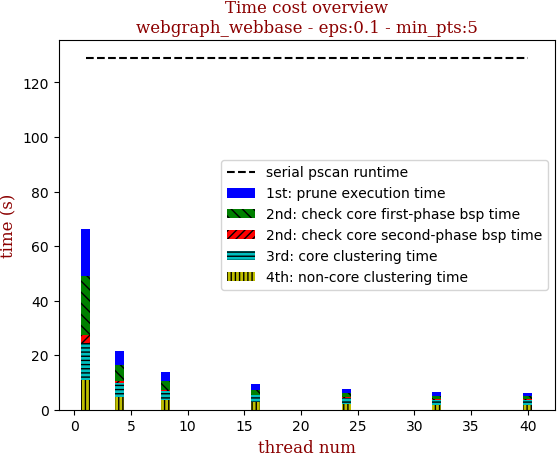 Time cost overview
webgraph_webbase - eps:0.1 - min_pts:5
time (s)
120
100
80
60
40
20
0
serial pscan runtime
1st: prune execution time
2nd: check core first-phase bsp time
2nd: check core second-phase bsp time
3rd: core clustering time
4th: non-core clustering time
0 5 10 15 20 25 30 35 40
thread num